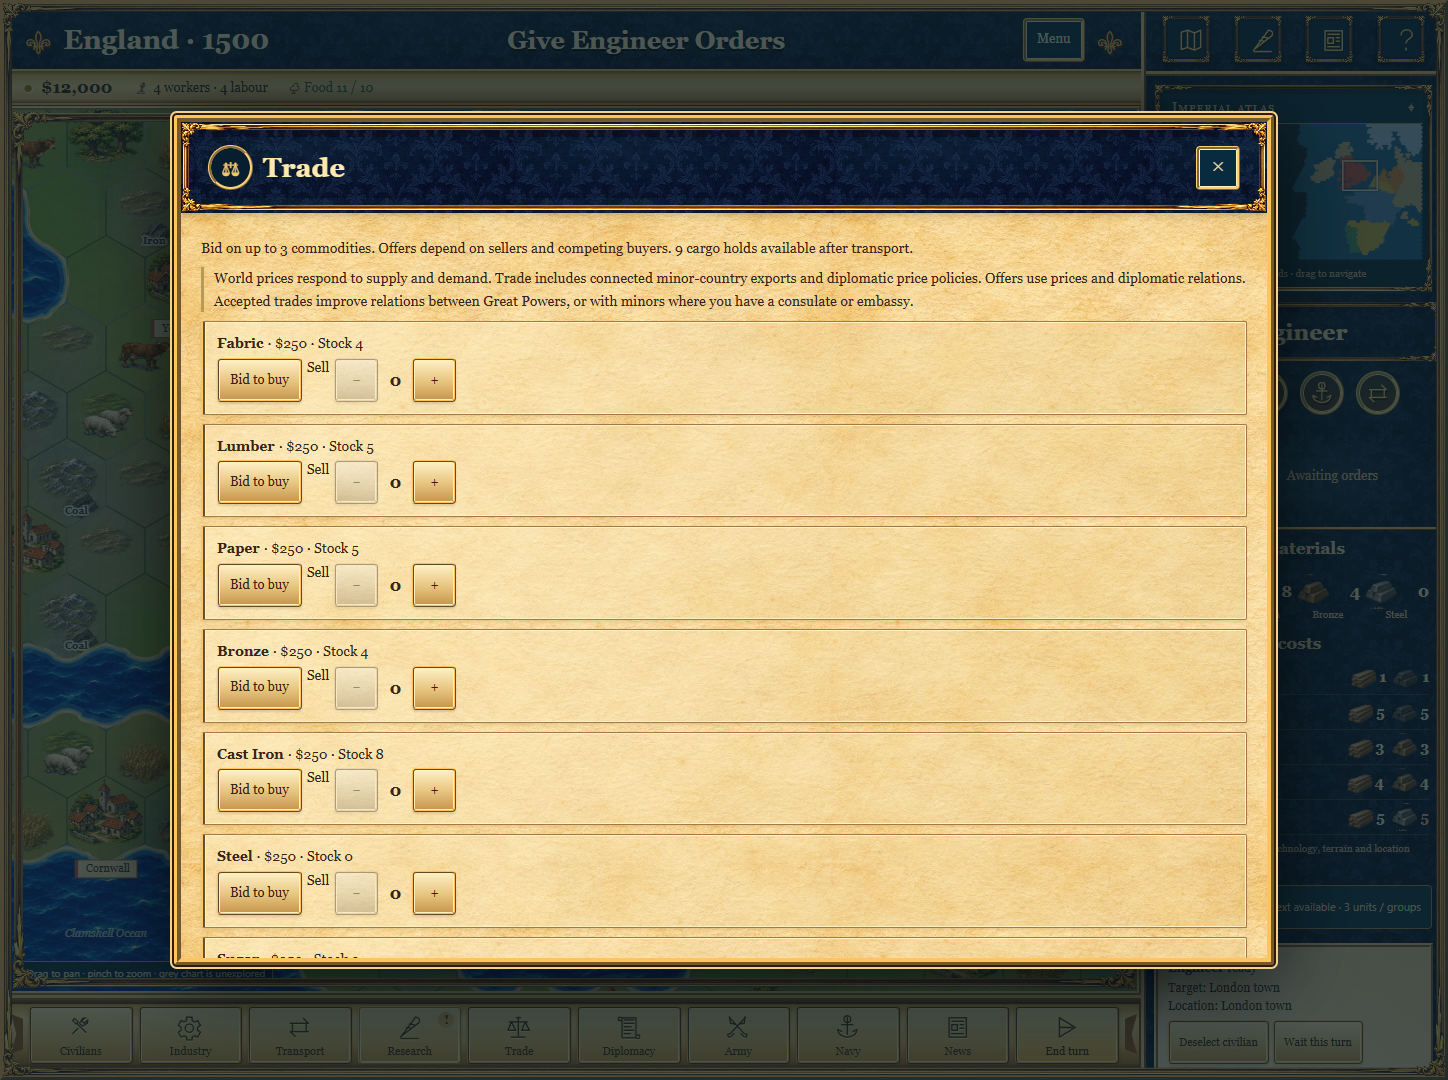 England · 1500
Give Engineer Orders
Menu
$12,000
4 workers · 4 labour
Food 11 / 10
Imperial Atlas
Iron
Coal
Coal
Cornwall
Clamshell Ocean
Drag to pan · pinch to zoom · grey chart is unexplored
Trade
×
Bid on up to 3 commodities. Offers depend on sellers and competing buyers. 9 cargo holds available after transport.
World prices respond to supply and demand. Trade includes connected minor-country exports and diplomatic price policies. Offers use prices and diplomatic relations.
Accepted trades improve relations between Great Powers, or with minors where you have a consulate or embassy.
Fabric · $250 · Stock 4
Bid to buy Sell − 0 +
Lumber · $250 · Stock 5
Bid to buy Sell − 0 +
Paper · $250 · Stock 5
Bid to buy Sell − 0 +
Bronze · $250 · Stock 4
Bid to buy Sell − 0 +
Cast Iron · $250 · Stock 8
Bid to buy Sell − 0 +
Steel · $250 · Stock 0
Bid to buy Sell − 0 +
· drag to navigate
Awaiting orders
8 4 0
Bronze Steel
costs
1 1
5 5
3 3
4 4
5 5
terrain and location
available · 3 units / groups
Target: London town
Location: London town
Deselect civilian
Wait this turn
Civilians
Industry
Transport
Research
!
Trade
Diplomacy
Army
Navy
News
End turn